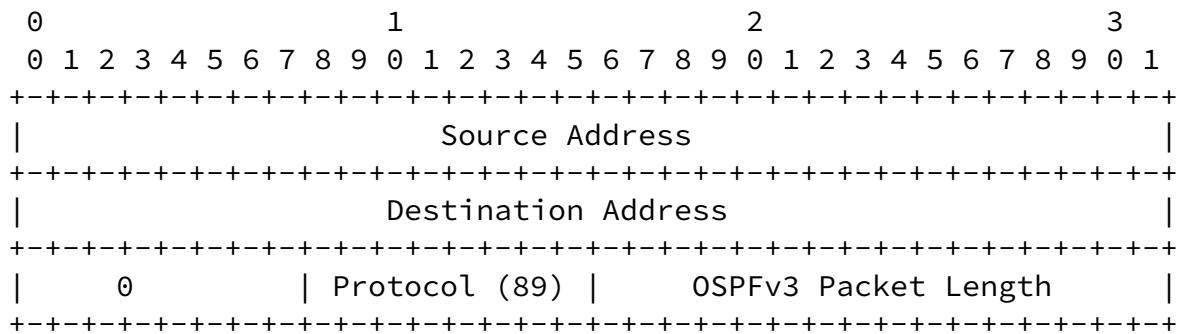 0                   1                   2                   3
0 1 2 3 4 5 6 7 8 9 0 1 2 3 4 5 6 7 8 9 0 1 2 3 4 5 6 7 8 9 0 1
+-+-+-+-+-+-+-+-+-+-+-+-+-+-+-+-+-+-+-+-+-+-+-+-+-+-+-+-+-+-+-+-+
|                       Source Address                          |
+-+-+-+-+-+-+-+-+-+-+-+-+-+-+-+-+-+-+-+-+-+-+-+-+-+-+-+-+-+-+-+-+
|                    Destination Address                        |
+-+-+-+-+-+-+-+-+-+-+-+-+-+-+-+-+-+-+-+-+-+-+-+-+-+-+-+-+-+-+-+-+
|     0         | Protocol (89) |     OSPFv3 Packet Length      |
+-+-+-+-+-+-+-+-+-+-+-+-+-+-+-+-+-+-+-+-+-+-+-+-+-+-+-+-+-+-+-+-+